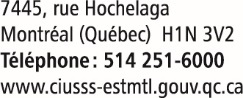 7445, rue Hochelaga
Montréal (Québec)  H1N 3V2
Téléphone : 514 251-6000
www.ciusss-estmtl.gouv.qc.ca